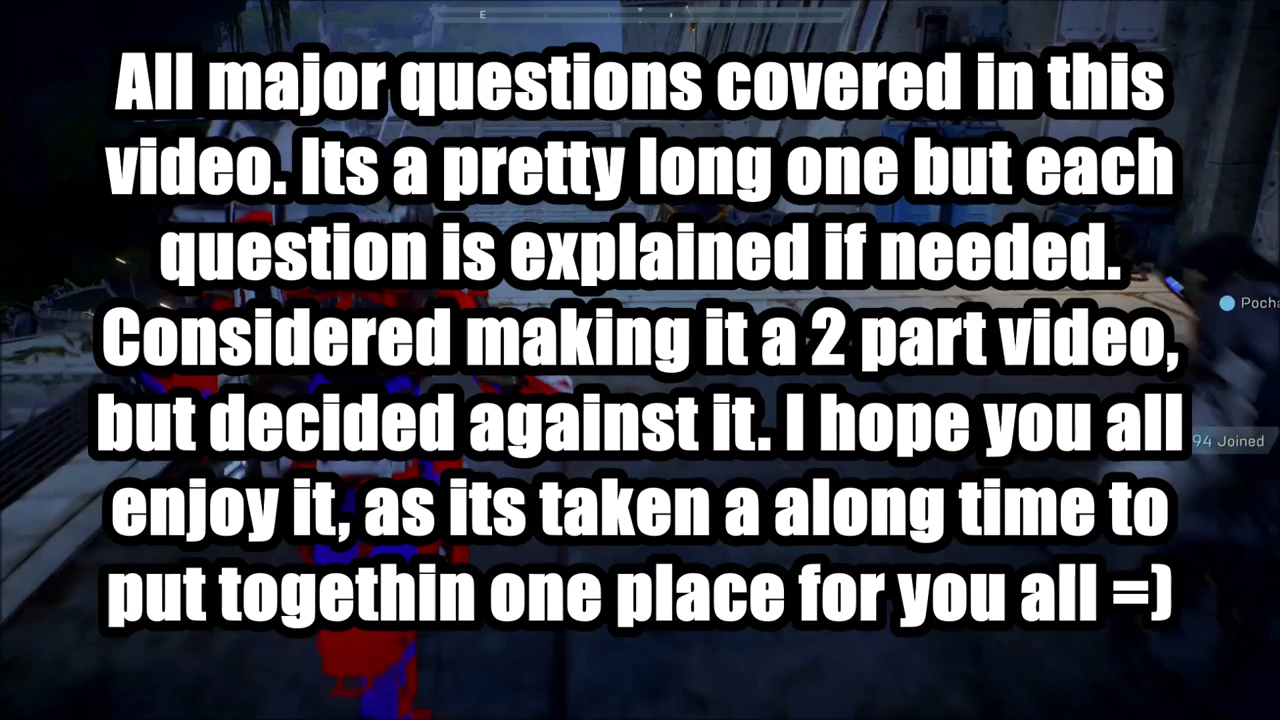 E
All major questions covered in this
video. Its a pretty long one but each
question is explained if needed.
Pocha
Considered making it a 2 part video,
but decided against it. I hope you all
94 Joined
enjoy it, as its taken a along time to
put togethin one place for you all =)